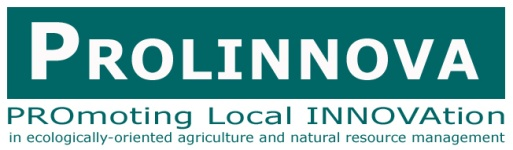 PROLINNOVA
PROmoting Local INNOVAtion
in ecologically-oriented agriculture and natural resource management